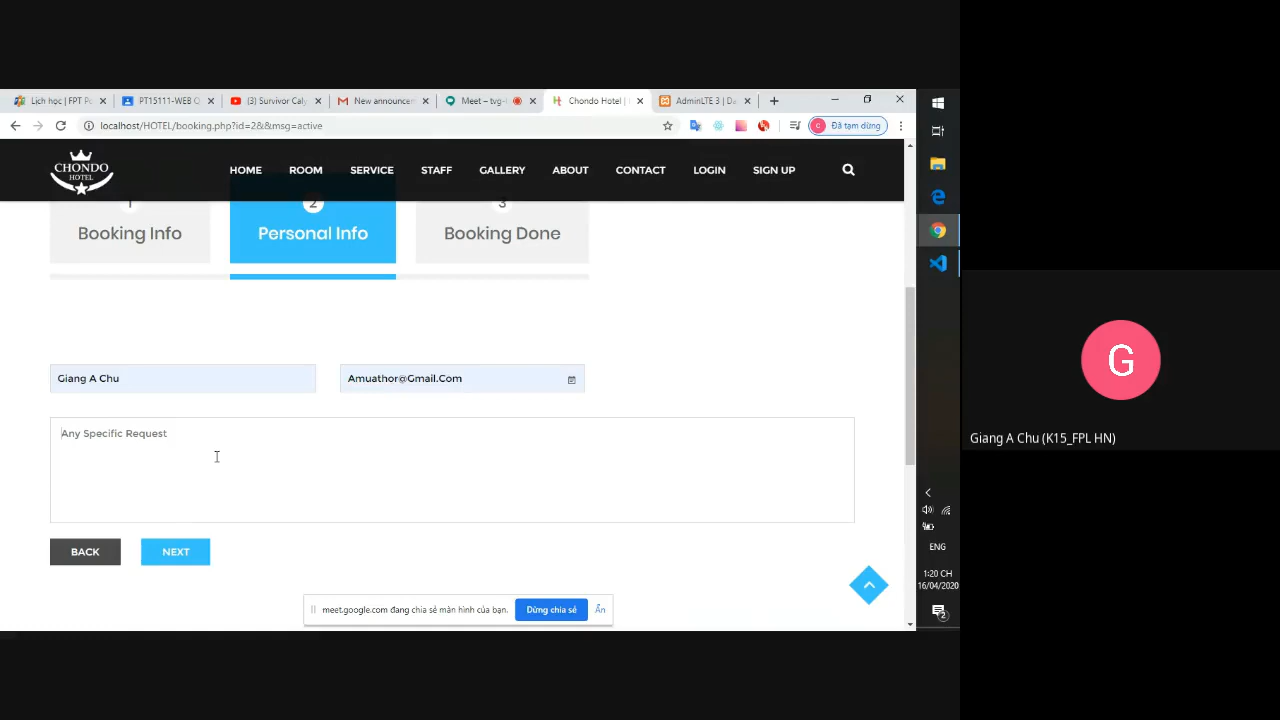 Lịch học | FPT Po
PT15111-WEB Q
(3) Survivor Caly
New announcem
Meet – tvg-
Chondo Hotel |
AdminLTE 3 | Da
localhost/HOTEL/booking.php?id=2&&msg=active
C
Đã tạm dừng
CHONDO
HOTEL
HOME
ROOM
SERVICE
STAFF
GALLERY
ABOUT
CONTACT
LOGIN
SIGN UP
1
2
3
Booking Info
Personal Info
Booking Done
Giang A Chu
Amuathor@Gmail.Com
Any Specific Request
BACK
NEXT
meet.google.com đang chia sẻ màn hình của bạn.
Dừng chia sẻ
Ẩn
ENG
1:20 CH
16/04/2020
2
G
Giang A Chu (K15_FPL HN)